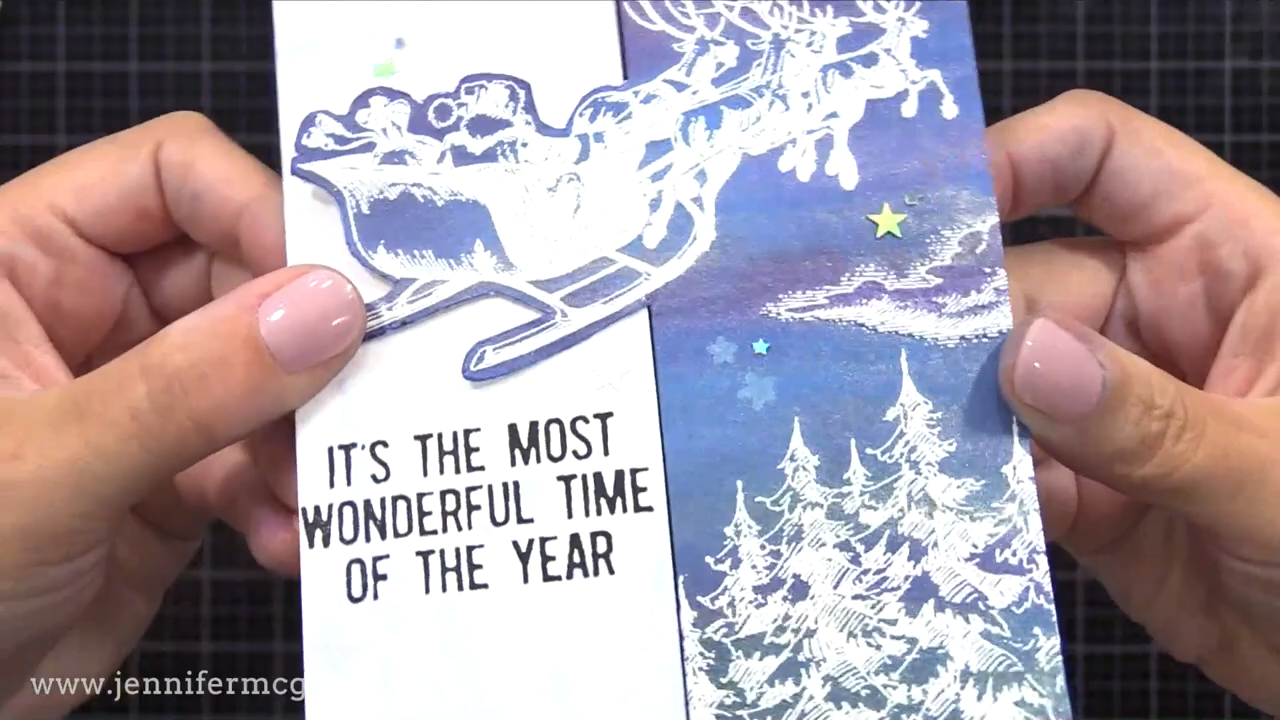 IT'S THE MOST
WONDERFUL TIME
OF THE YEAR
www.jennifermcg